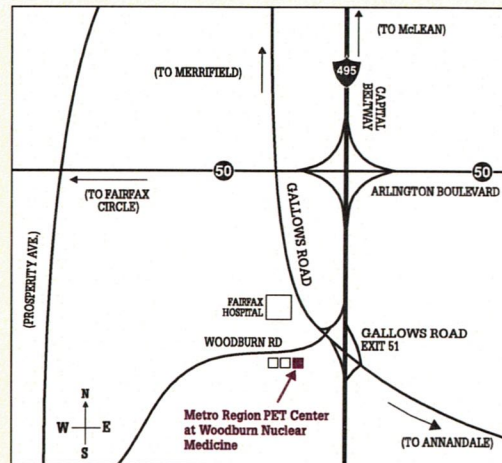 (TO McLEAN)
495
(TO MERRIFIELD)
CAPITAL
BELTWAY
50
50
ARLINGTON BOULEVARD
(TO FAIRFAX
CIRCLE)
GALLOWS ROAD
(PROSPERITY AVE.)
FAIRFAX
HOSPITAL
WOODBURN RD
GALLOWS ROAD
EXIT 51
N
W E
S
Metro Region PET Center
at Woodburn Nuclear
Medicine
(TO ANNANDALE)